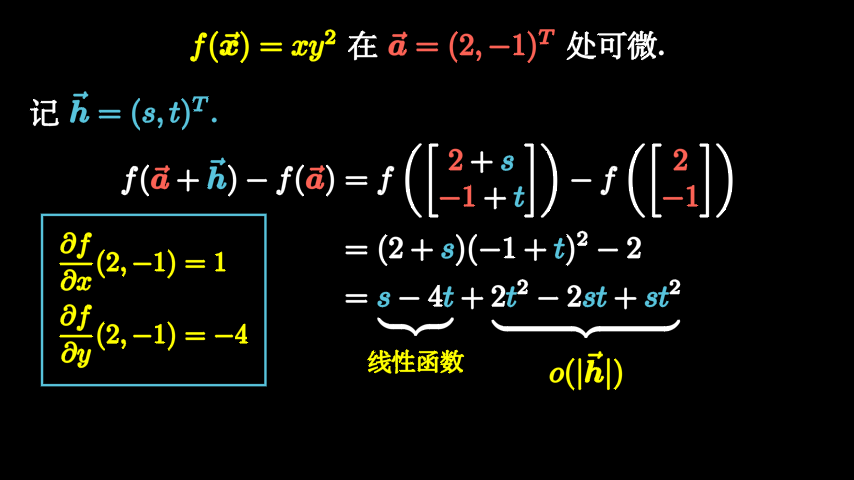 $f(\vec{x}) = xy^2$ 在 $\vec{a} = (2, -1)^T$ 处可微.
记 $\vec{h} = (s, t)^T.$
$f(\vec{a} + \vec{h}) - f(\vec{a}) = f\left(\begin{bmatrix} 2 + s \\ -1 + t \end{bmatrix}\right) - f\left(\begin{bmatrix} 2 \\ -1 \end{bmatrix}\right)$
$= (2 + s)(-1 + t)^2 - 2$
$= s - 4t + 2t^2 - 2st + st^2$
线性函数
$o(|\vec{h}|)$
$\frac{\partial f}{\partial x}(2, -1) = 1$
$\frac{\partial f}{\partial y}(2, -1) = -4$